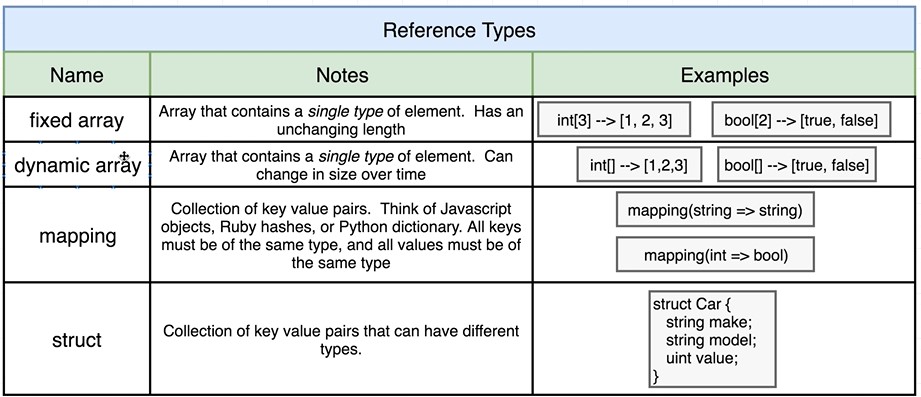 Reference Types
Name
Notes
Examples
fixed array
Array that contains a single type of element.  Has an
unchanging length
int[3] --> [1, 2, 3]
bool[2] --> [true, false]
dynamic array
Array that contains a single type of element.  Can
change in size over time
int[] --> [1,2,3]
bool[] --> [true, false]
mapping
Collection of key value pairs.  Think of Javascript
objects, Ruby hashes, or Python dictionary. All keys
must be of the same type, and all values must be of
the same type
mapping(string => string)
mapping(int => bool)
struct
Collection of key value pairs that can have different
types.
struct Car {
string make;
string model;
uint value;
}